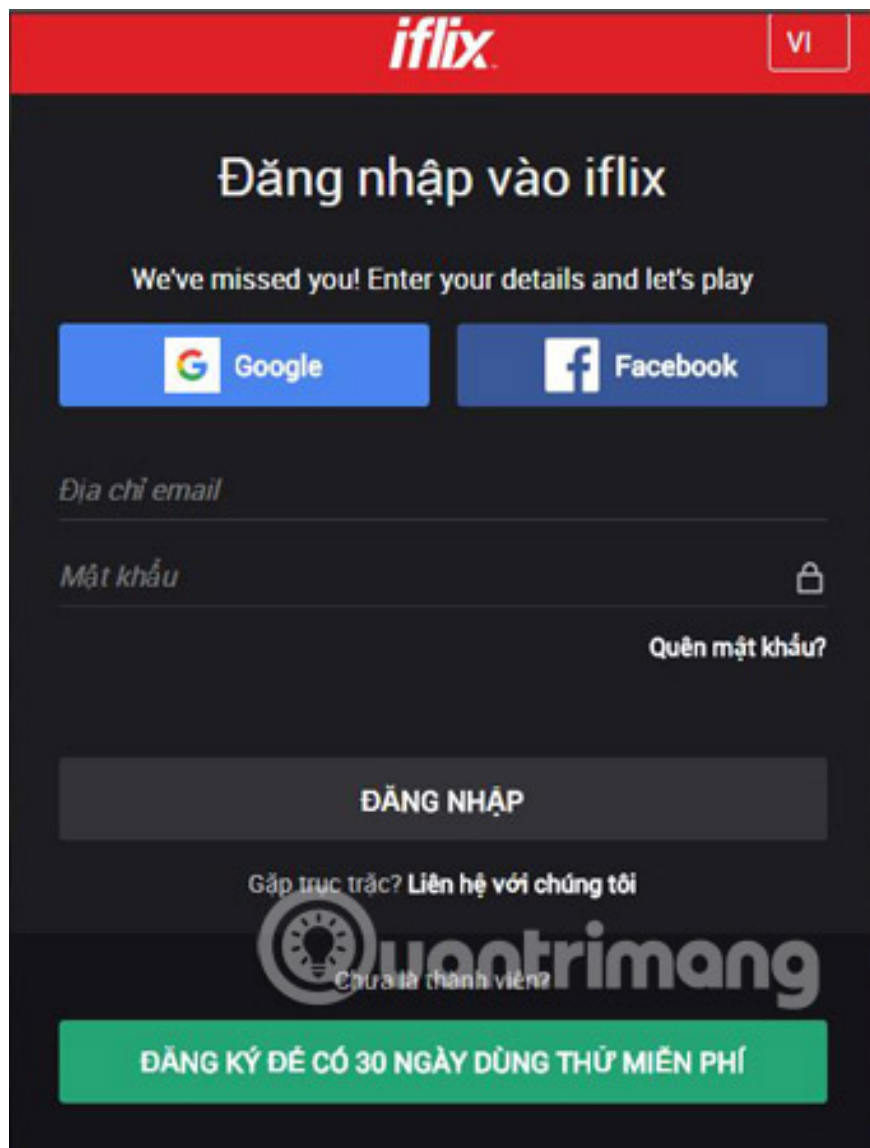 iflix
VI
Đăng nhập vào iflix
We've missed you! Enter your details and let's play
Google
Facebook
Địa chỉ email
Mật khẩu
Quên mật khẩu?
ĐĂNG NHẬP
Gặp trục trặc? Liên hệ với chúng tôi
Quantrimang
Chưa là thành viên?
ĐĂNG KÝ ĐỂ CÓ 30 NGÀY DÙNG THỬ MIỄN PHÍ